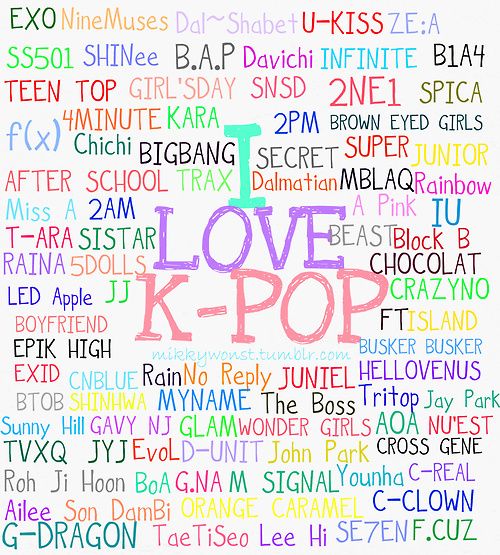 EXO NineMuses Dal~Shabet U-KISS ZE:A
SS501 SHINee B.A.P Davichi INFINITE B1A4
TEEN TOP GIRL'SDAY SNSD 2NE1 SPICA
f(x) 4MINUTE KARA I 2PM BROWN EYED GIRLS
Chichi BIGBANG SECRET SUPER JUNIOR
AFTER SCHOOL TRAX Dalmatian MBLAQ Rainbow
Miss A 2AM LOVE A Pink IU
T-ARA SISTAR BEAST Block B
RAINA 5DOLLS CHOCOLAT
LED Apple JJ K-POP CRAZYNO
BOYFRIEND FTISLAND
EPIK HIGH mikkywonst.tumblr.com BUSKER BUSKER
EXID CNBLUE Rain No Reply JUNIEL HELLOVENUS
BTOB SHINHWA MYNAME The Boss Tritop Jay Park
Sunny Hill GAVY NJ GLAM WONDER GIRLS AOA NU'EST
TVXQ JYJ EvoL D-UNIT John Park CROSS GENE
Roh Ji Hoon BoA G.NA M SIGNAL Younha C-REAL
Ailee Son DamBi ORANGE CARAMEL C-CLOWN
G-DRAGON TaeTiSeo Lee Hi SE7EN F.CUZ